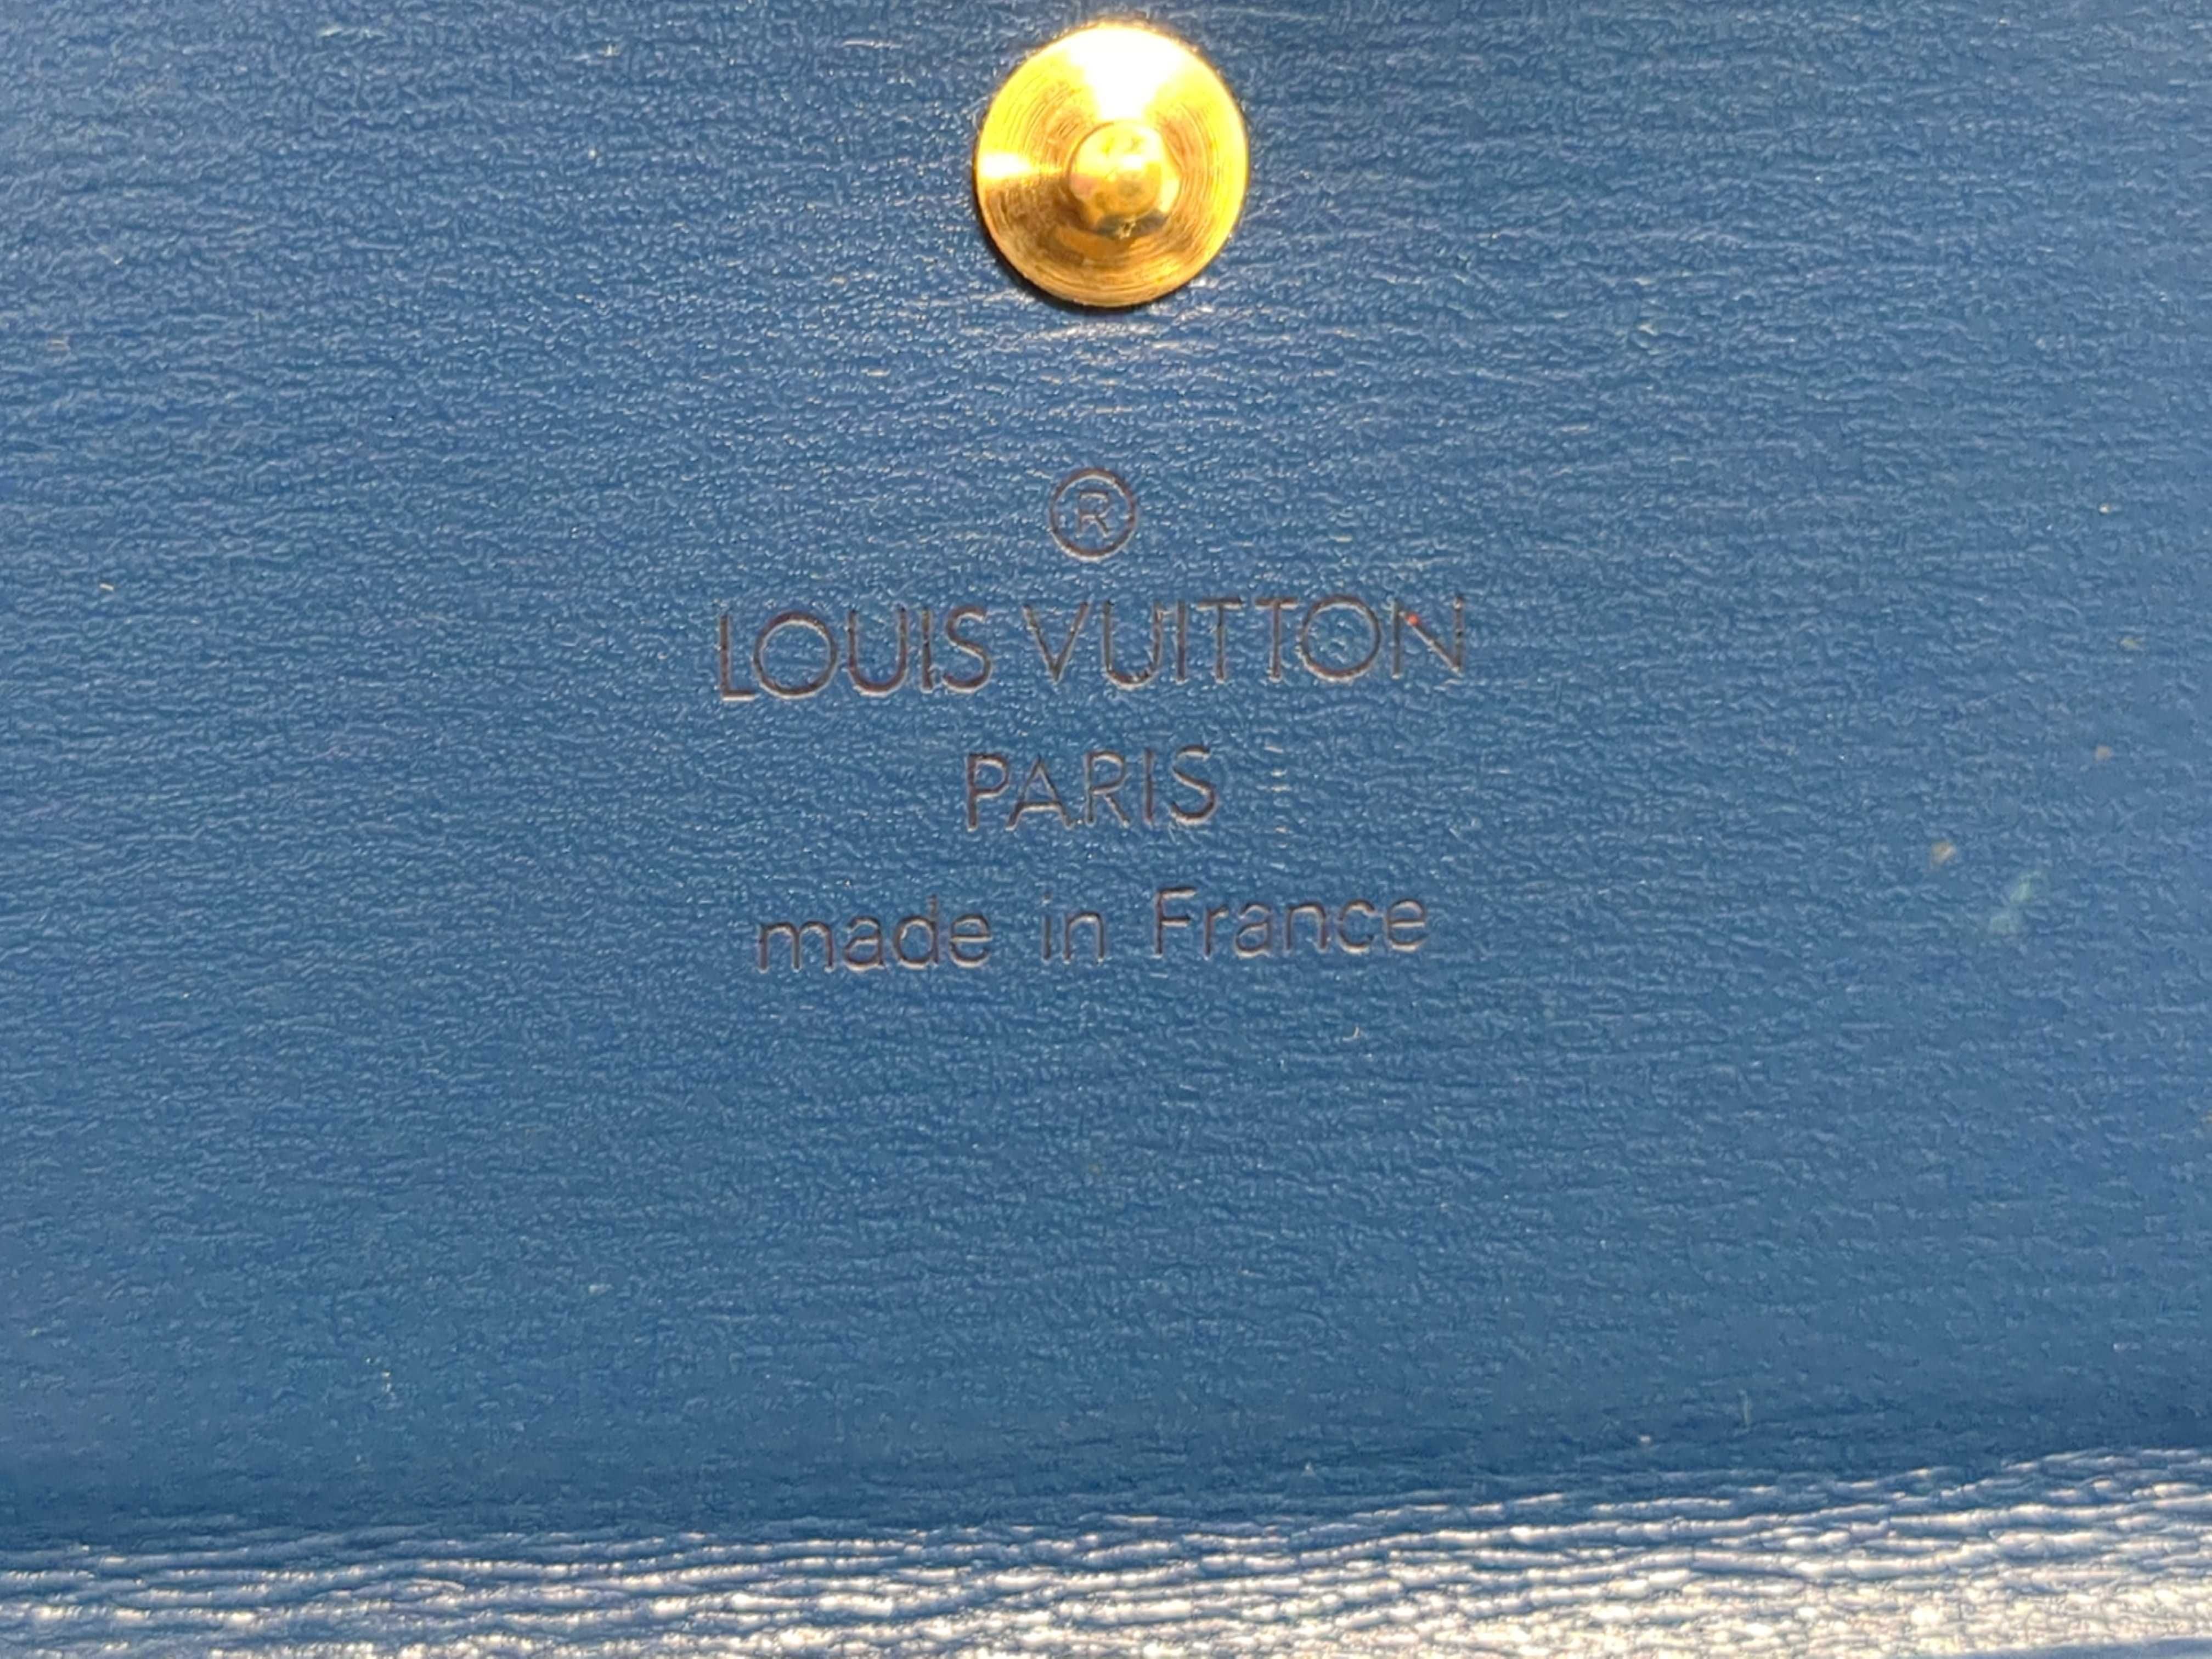 ®
LOUIS VUITTON
PARIS
made in France